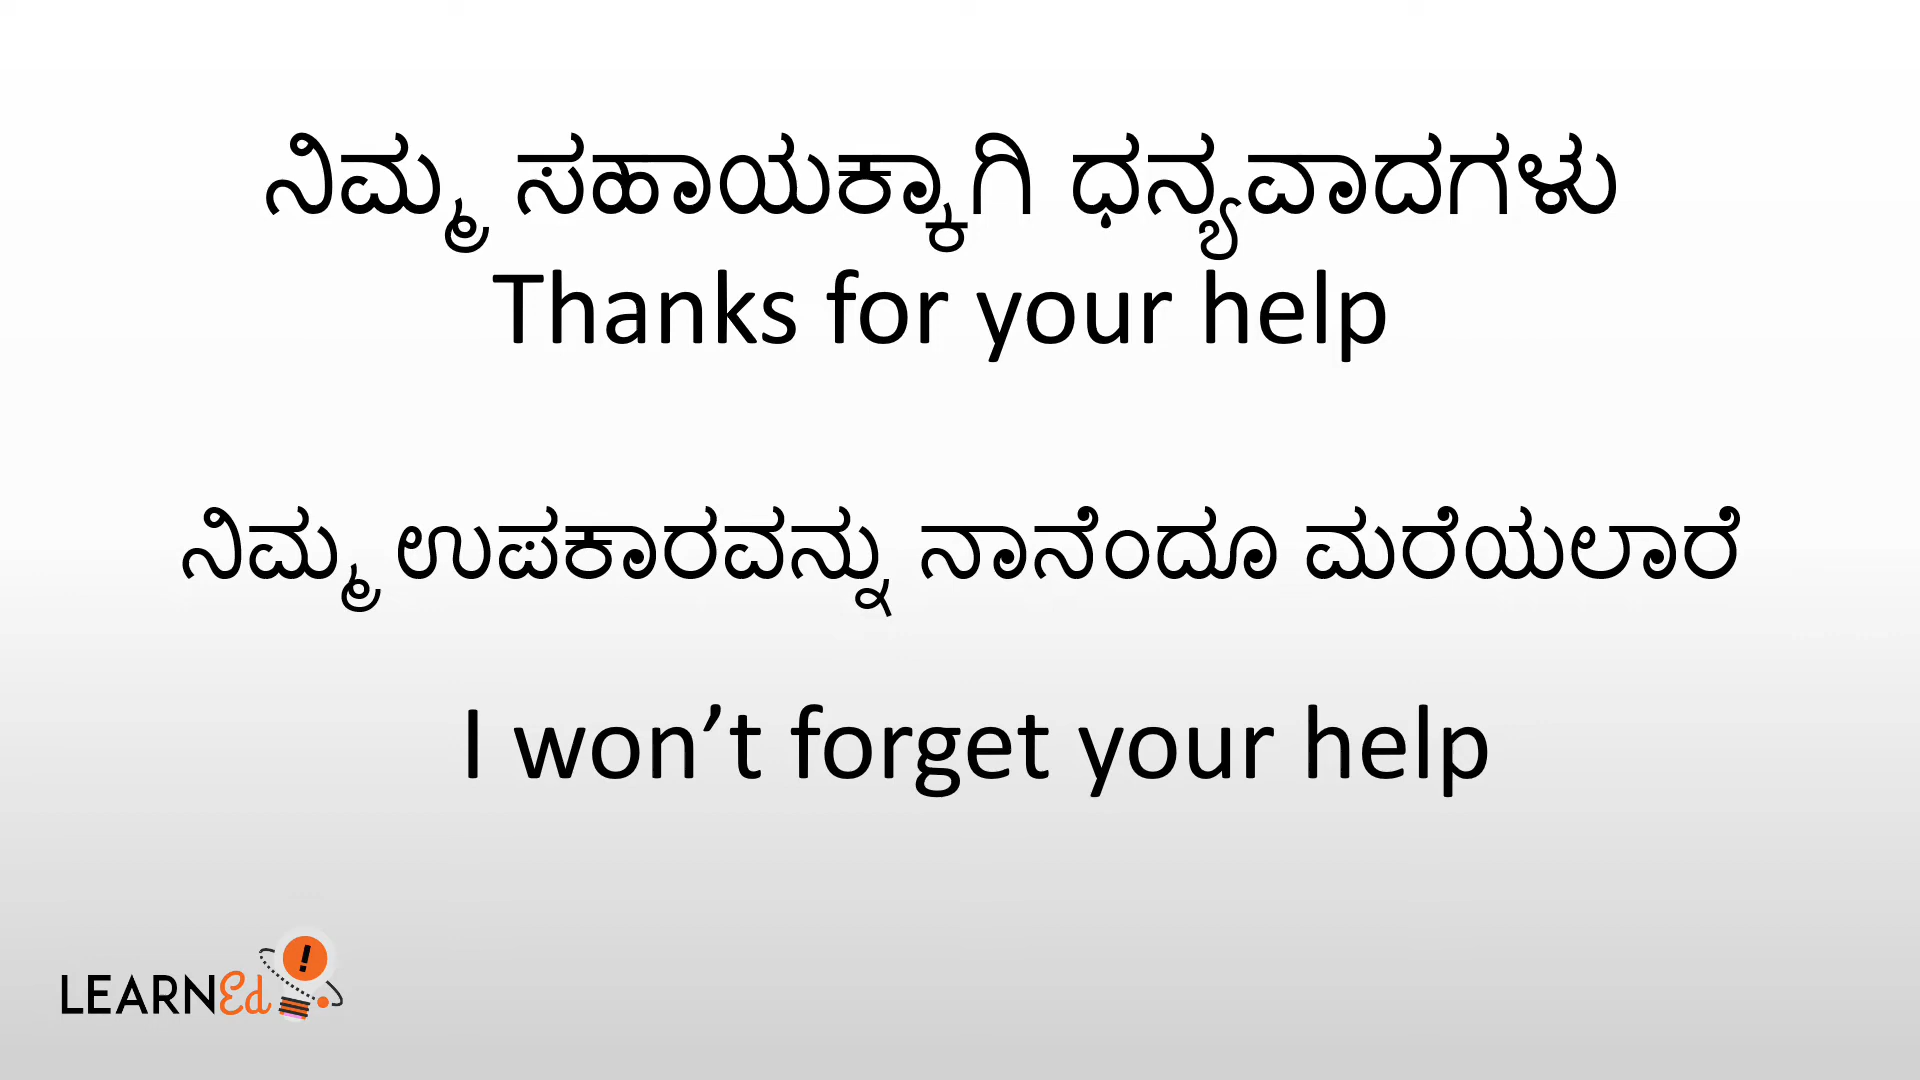 ನಿಮ್ಮ ಸಹಾಯಕ್ಕಾಗಿ ಧನ್ಯವಾದಗಳು
Thanks for your help
ನಿಮ್ಮ ಉಪಕಾರವನ್ನು ನಾನೆಂದೂ ಮರೆಯಲಾರೆ
I won’t forget your help
LEARNEd